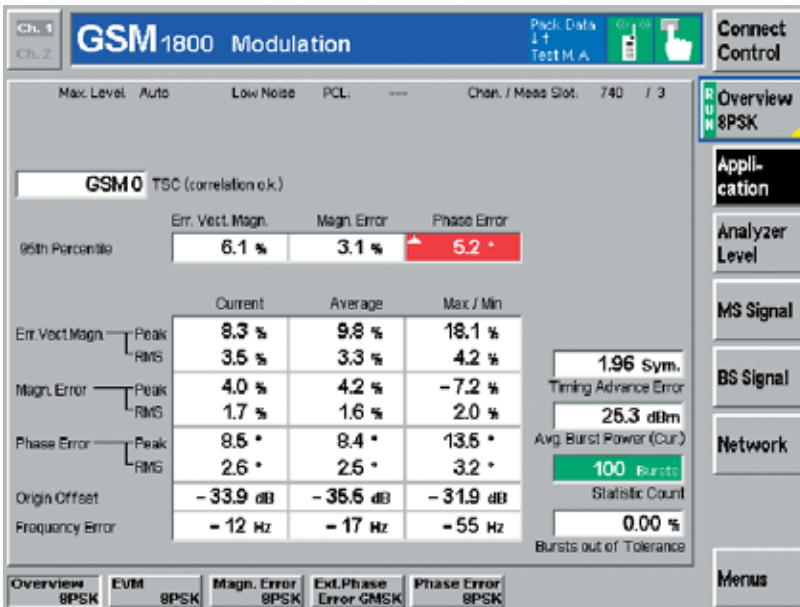 Ch. 1
Ch. 2
GSM 1800 Modulation
Pack. Data
Test M. A
Connect Control
Max. Level: Auto Low Noise PCL: --- Chan. / Meas Slot: 740 / 3
RUN
Overview 8PSK
GSM 0 TSC (correlation o.k.)
Appli-
cation
Err. Vect. Magn. Magn. Error Phase Error
95th Percentile 6.1 % 3.1 % 5.2 °
Analyzer Level
Current Average Max / Min
MS Signal
Err.Vect.Magn. Peak 8.3 % 9.8 % 18.1 %
RMS 3.5 % 3.3 % 4.2 %
1.96 Sym.
Timing Advance Error
BS Signal
Magn. Error Peak 4.0 % 4.2 % -7.2 %
RMS 1.7 % 1.6 % 2.0 %
25.3 dBm
Avg. Burst Power (Cur.)
Network
Phase Error Peak 8.5 ° 8.4 ° 13.5 °
RMS 2.6 ° 2.5 ° 3.2 °
100 Bursts
Statistic Count
Origin Offset -33.9 dB -35.5 dB -31.9 dB
Frequency Error -12 Hz -17 Hz -55 Hz
0.00 %
Bursts out of Tolerance
Overview 8PSK
EVM 8PSK
Magn. Error 8PSK
Ext.Phase Error GMSK
Phase Error 8PSK
Menus